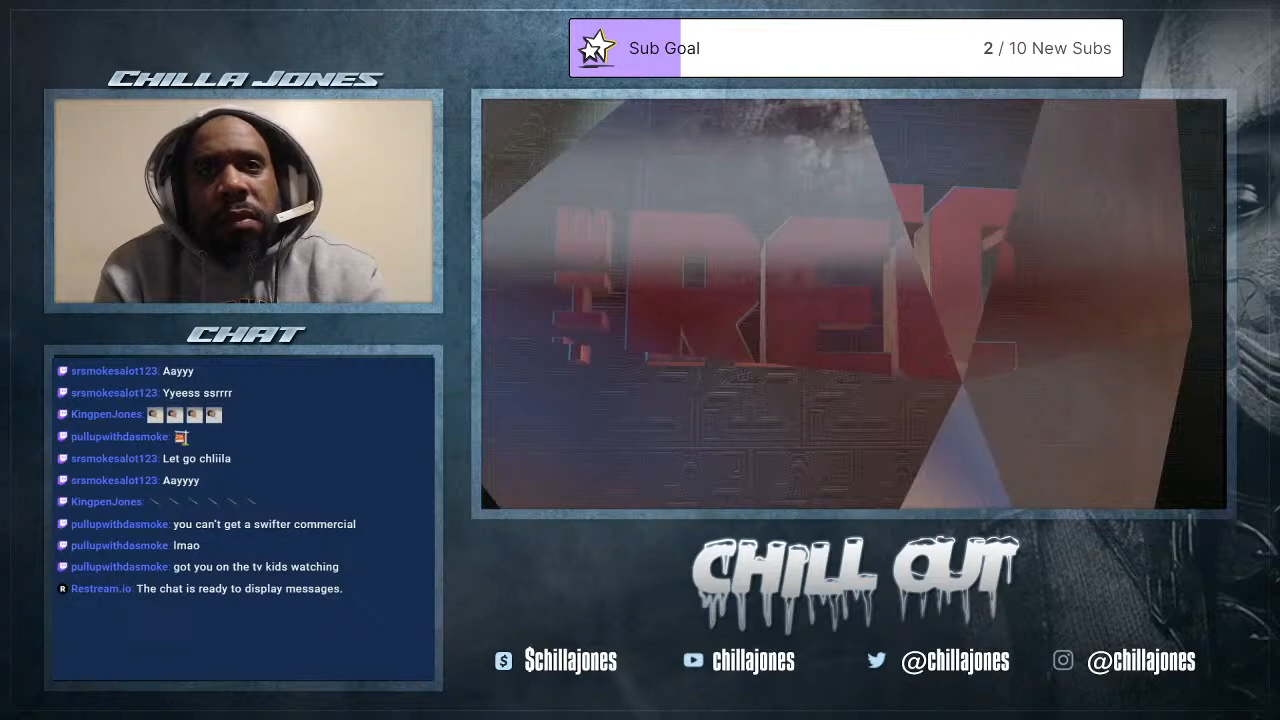 Sub Goal
2 / 10 New Subs
CHILLA JONES
CHAT
srsmokesalot123: Aayyy
srsmokesalot123: Yyeess ssrrrr
KingpenJones:
pullupwithdasmoke:
srsmokesalot123: Let go chliila
srsmokesalot123: Aayyyy
KingpenJones:
pullupwithdasmoke: you can't get a swifter commercial
pullupwithdasmoke: lmao
pullupwithdasmoke: got you on the tv kids watching
Restream.io: The chat is ready to display messages.
CHILL OUT
$chillajones
chillajones
@chillajones
@chillajones